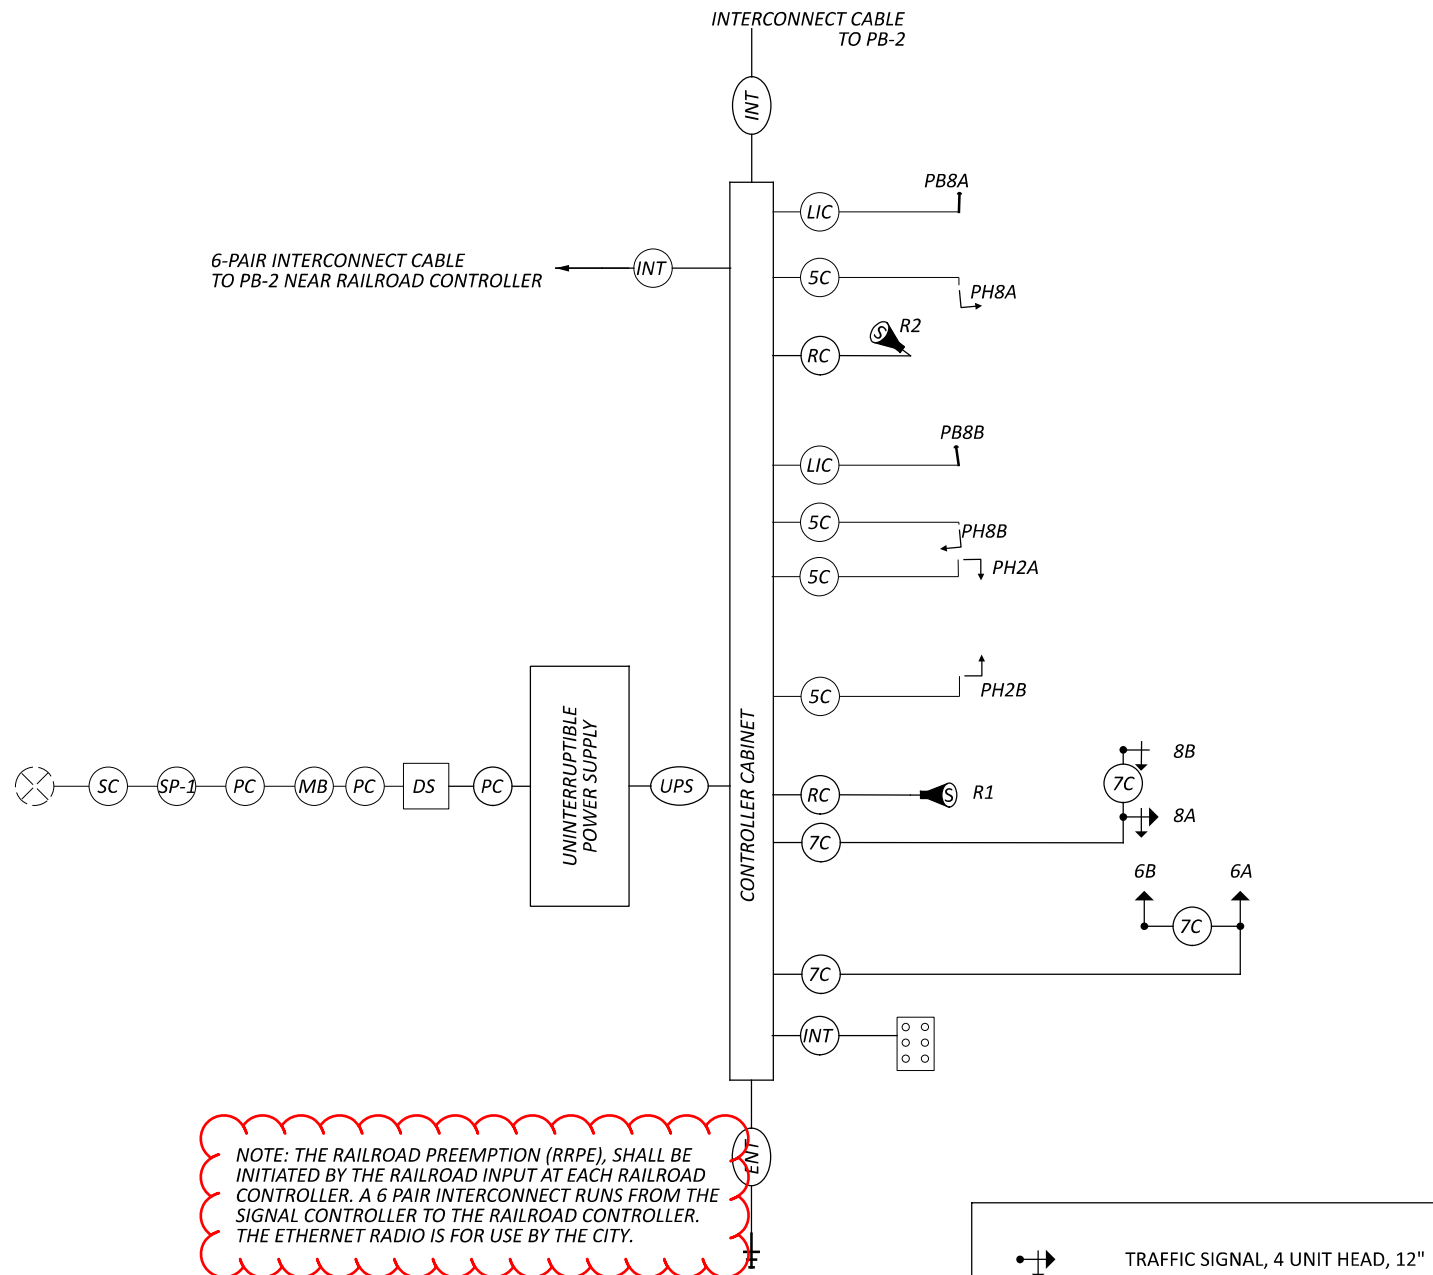 INTERCONNECT CABLE
TO PB-2
INT
PB8A
LIC
6-PAIR INTERCONNECT CABLE
TO PB-2 NEAR RAILROAD CONTROLLER
INT
5C
PH8A
S
R2
RC
PB8B
LIC
5C
PH8B
5C
PH2A
5C
PH2B
UNINTERRUPTIBLE
POWER SUPPLY
CONTROLLER CABINET
SC
SP-1
PC
MB
PC
DS
PC
UPS
RC
S
R1
8B
7C
8A
7C
6B
6A
7C
7C
INT
ENT
NOTE: THE RAILROAD PREEMPTION (RRPE), SHALL BE
INITIATED BY THE RAILROAD INPUT AT EACH RAILROAD
CONTROLLER. A 6 PAIR INTERCONNECT RUNS FROM THE
SIGNAL CONTROLLER TO THE RAILROAD CONTROLLER.
THE ETHERNET RADIO IS FOR USE BY THE CITY.
TRAFFIC SIGNAL, 4 UNIT HEAD, 12"